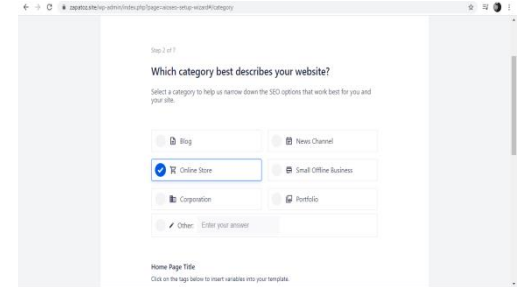 zapatoz.site/wp-admin/index.php?page=aioseo-setup-wizard#/category
Step 2 of 7
Which category best describes your website?
Select a category to help us narrow down the SEO options that work best for you and
your site.
Blog
News Channel
Online Store
Small Offline Business
Corporation
Portfolio
Other:
Enter your answer
Home Page Title
Click on the tags below to insert variables into your template.